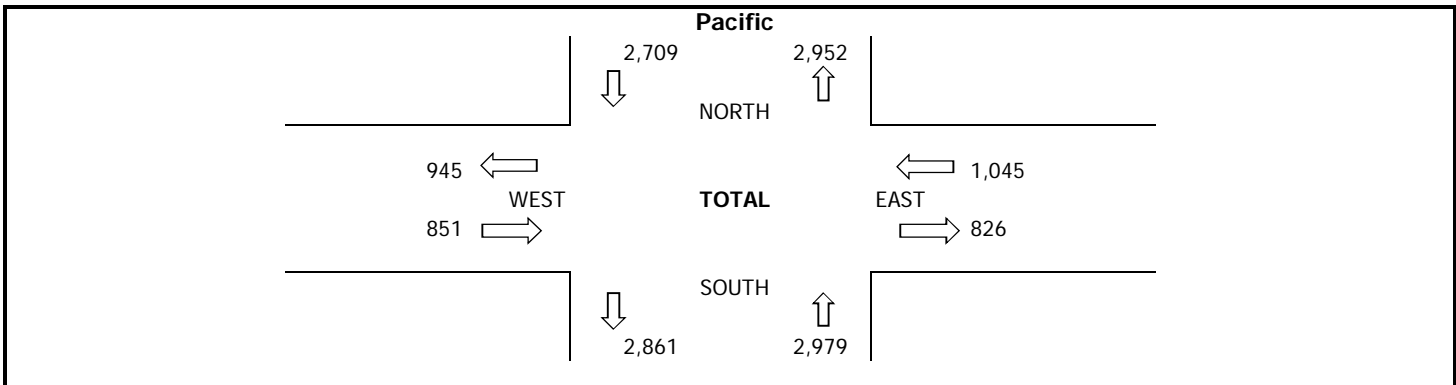 Pacific
2,709 2,952
NORTH
945 1,045
WEST TOTAL EAST
851 826
SOUTH
2,861 2,979